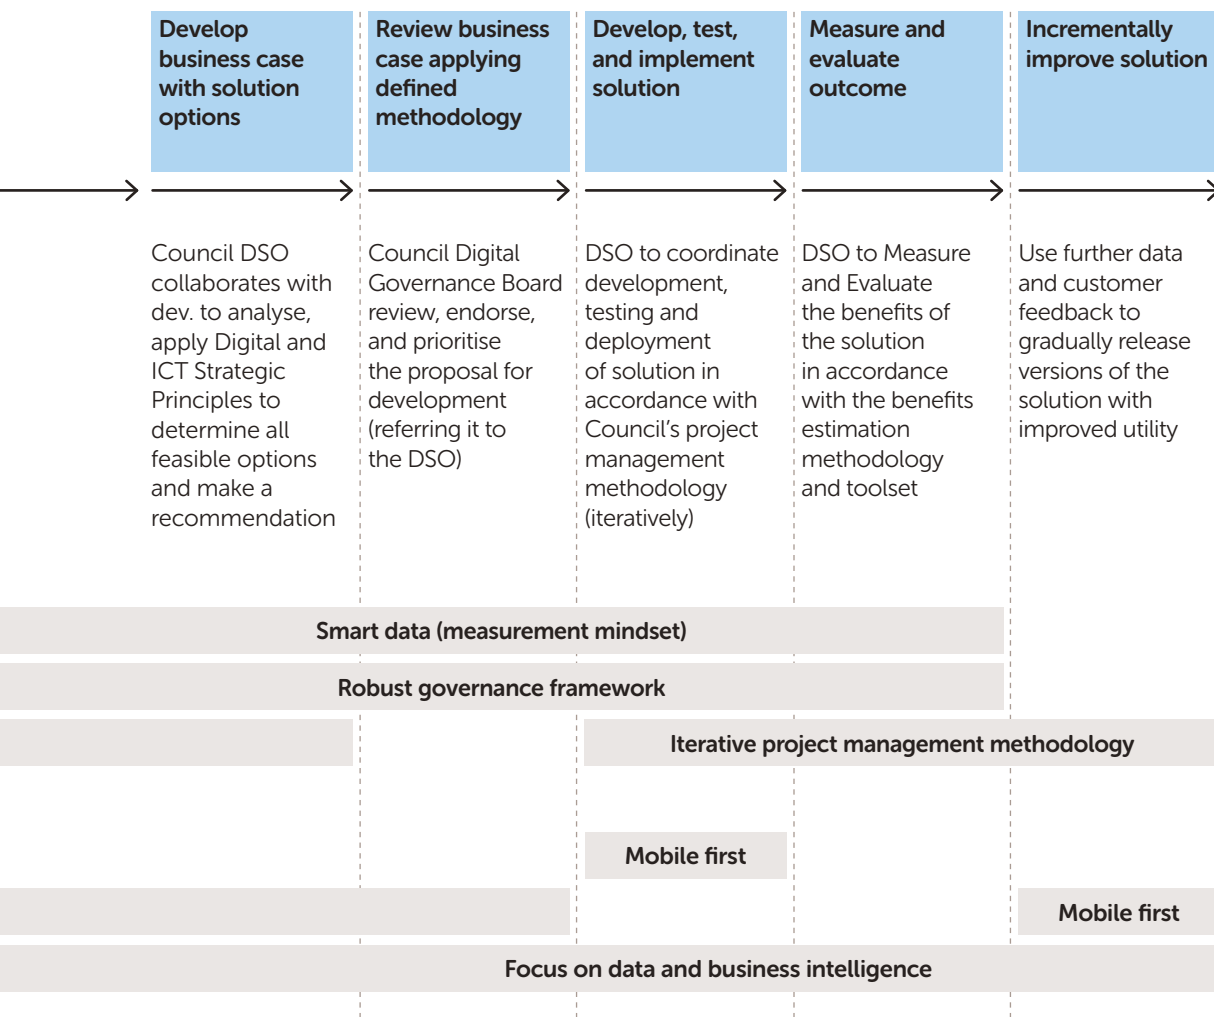 Develop
business case
with solution
options
Review business
case applying
defined
methodology
Develop, test,
and implement
solution
Measure and
evaluate
outcome
Incrementally
improve solution
Council DSO
collaborates with
dev. to analyse,
apply Digital and
ICT Strategic
Principles to
determine all
feasible options
and make a
recommendation
Council Digital
Governance Board
review, endorse,
and prioritise
the proposal for
development
(referring it to
the DSO)
DSO to coordinate
development,
testing and
deployment
of solution in
accordance with
Council’s project
management
methodology
(iteratively)
DSO to Measure
and Evaluate
the benefits of
the solution
in accordance
with the benefits
estimation
methodology
and toolset
Use further data
and customer
feedback to
gradually release
versions of the
solution with
improved utility
Smart data (measurement mindset)
Robust governance framework
Iterative project management methodology
Mobile first
Mobile first
Focus on data and business intelligence